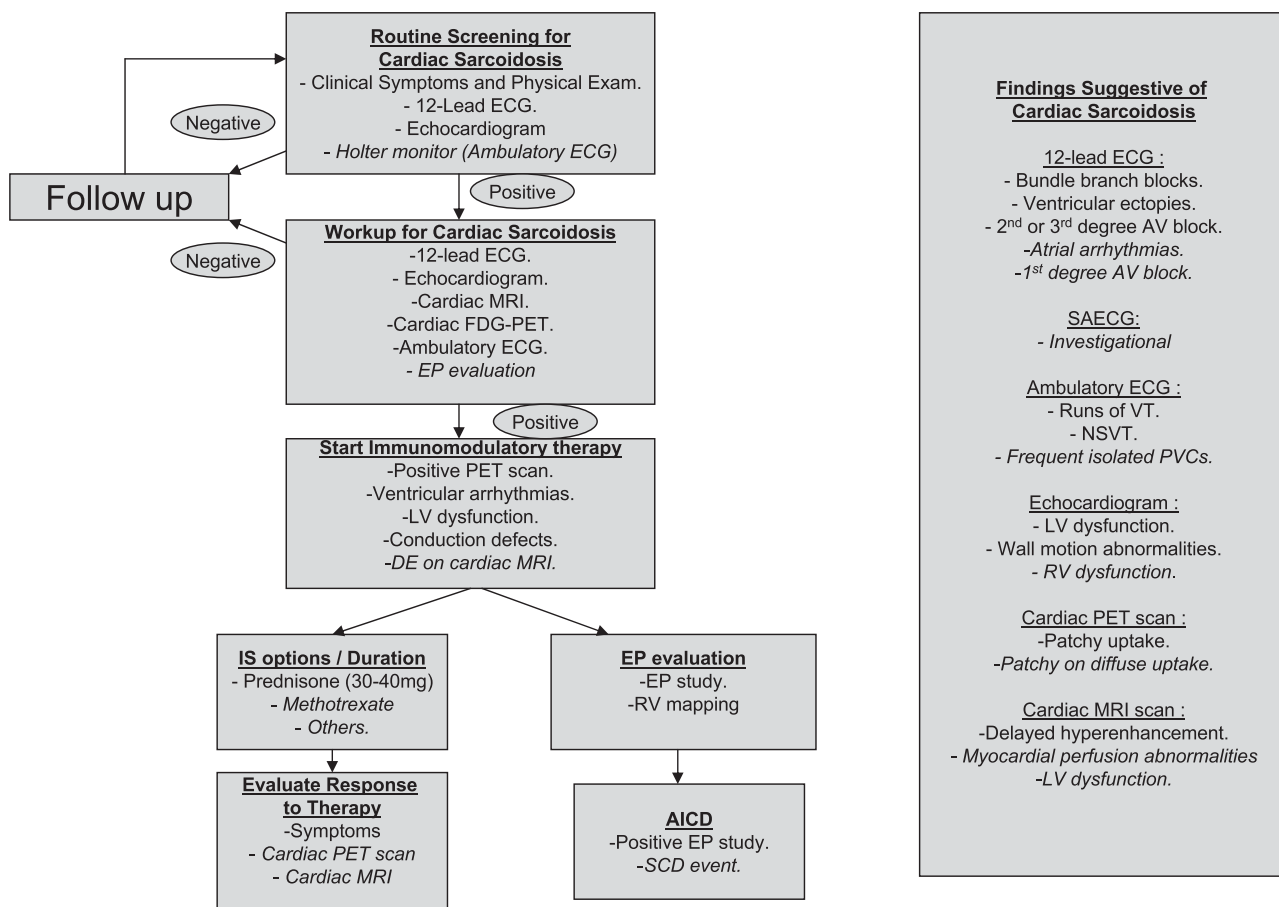 Routine Screening for
Cardiac Sarcoidosis
- Clinical Symptoms and Physical Exam.
- 12-Lead ECG.
- Echocardiogram
- Holter monitor (Ambulatory ECG)
Negative
Follow up
Positive
Negative
Workup for Cardiac Sarcoidosis
-12-lead ECG.
-Echocardiogram.
-Cardiac MRI.
-Cardiac FDG-PET.
-Ambulatory ECG.
- EP evaluation
Positive
Start Immunomodulatory therapy
-Positive PET scan.
-Ventricular arrhythmias.
-LV dysfunction.
-Conduction defects.
-DE on cardiac MRI.
IS options / Duration
- Prednisone (30-40mg)
- Methotrexate
- Others.
Evaluate Response
to Therapy
-Symptoms
- Cardiac PET scan
- Cardiac MRI
EP evaluation
-EP study.
-RV mapping
AICD
-Positive EP study.
-SCD event.
Findings Suggestive of
Cardiac Sarcoidosis
12-lead ECG :
- Bundle branch blocks.
- Ventricular ectopies.
- 2nd or 3rd degree AV block.
-Atrial arrhythmias.
-1st degree AV block.
SAECG:
- Investigational
Ambulatory ECG :
- Runs of VT.
- NSVT.
- Frequent isolated PVCs.
Echocardiogram :
- LV dysfunction.
- Wall motion abnormalities.
- RV dysfunction.
Cardiac PET scan :
-Patchy uptake.
-Patchy on diffuse uptake.
Cardiac MRI scan :
-Delayed hyperenhancement.
- Myocardial perfusion abnormalities
-LV dysfunction.